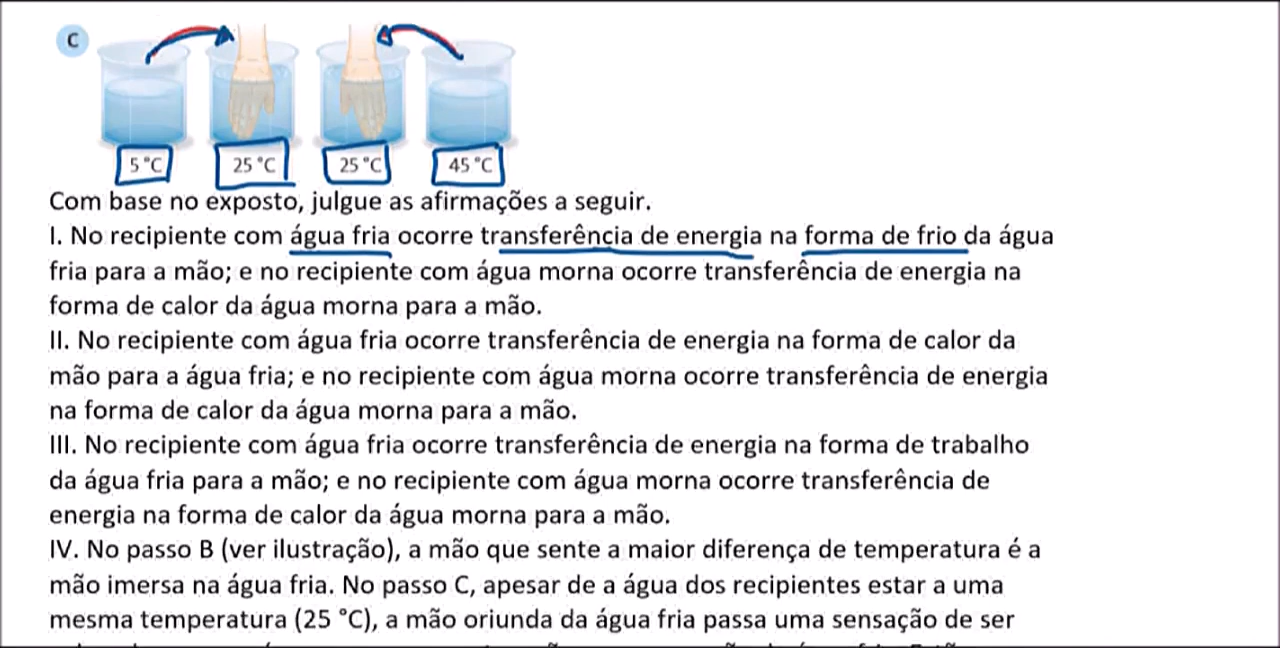 C
5 °C 25 °C 25 °C 45 °C
Com base no exposto, julgue as afirmações a seguir.
I. No recipiente com água fria ocorre transferência de energia na forma de frio da água
fria para a mão; e no recipiente com água morna ocorre transferência de energia na
forma de calor da água morna para a mão.
II. No recipiente com água fria ocorre transferência de energia na forma de calor da
mão para a água fria; e no recipiente com água morna ocorre transferência de energia
na forma de calor da água morna para a mão.
III. No recipiente com água fria ocorre transferência de energia na forma de trabalho
da água fria para a mão; e no recipiente com água morna ocorre transferência de
energia na forma de calor da água morna para a mão.
IV. No passo B (ver ilustração), a mão que sente a maior diferença de temperatura é a
mão imersa na água fria. No passo C, apesar de a água dos recipientes estar a uma
mesma temperatura (25 °C), a mão oriunda da água fria passa uma sensação de ser